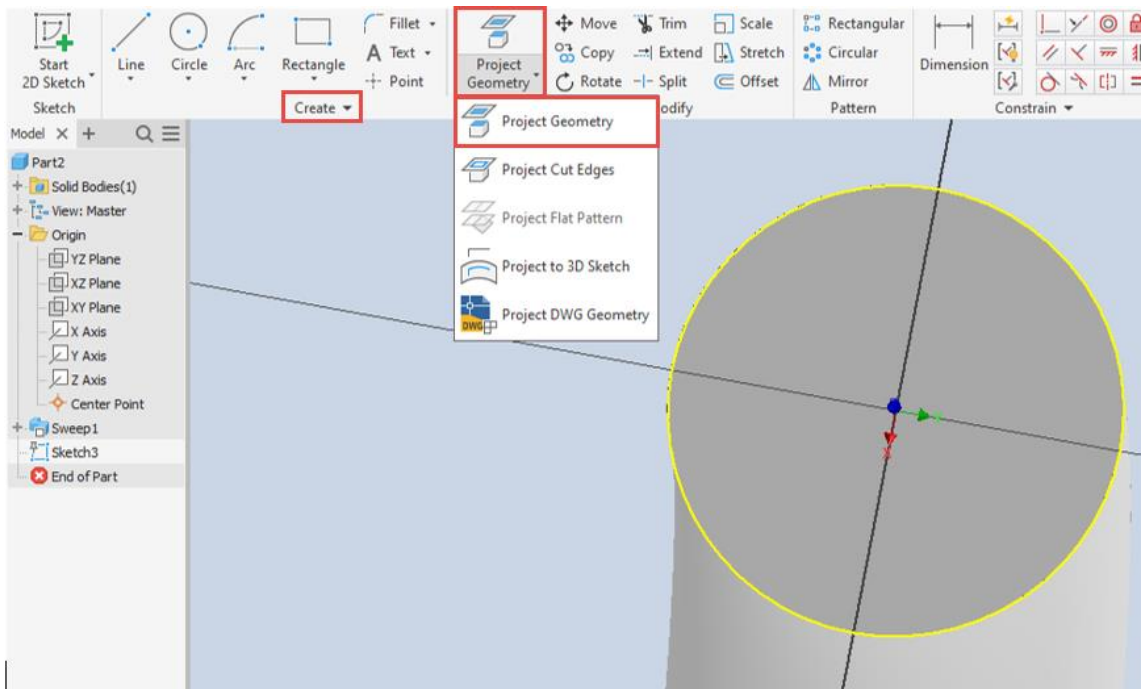 Start
2D Sketch
Line
Circle
Arc
Rectangle
Fillet
Text
Point
Project
Geometry
Move
Copy
Rotate
Trim
Extend
Split
Scale
Stretch
Offset
Rectangular
Circular
Mirror
Dimension
Sketch
Create
odify
Pattern
Constrain
Project Geometry
Project Cut Edges
Project Flat Pattern
Project to 3D Sketch
DWG
Project DWG Geometry
Model
Part2
Solid Bodies(1)
View: Master
Origin
YZ Plane
XZ Plane
XY Plane
X Axis
Y Axis
Z Axis
Center Point
Sweep1
Sketch3
End of Part
X